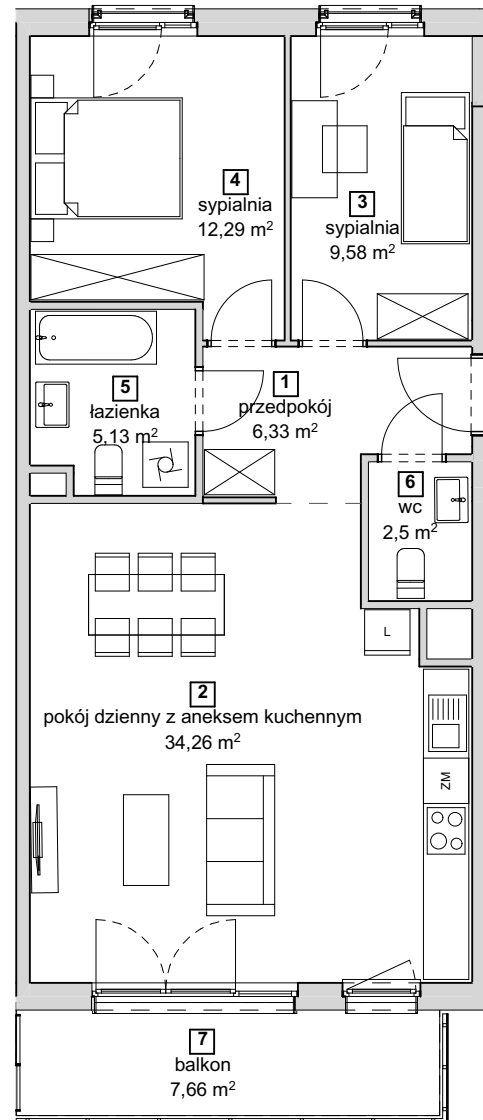 4
sypialnia
12,29 m²
3
sypialnia
9,58 m²
5
łazienka
5,13 m²
1
przedpokój
6,33 m²
6
wc
2,5 m²
L
2
pokój dzienny z aneksem kuchennym
34,26 m²
ZM
7
balkon
7,66 m²